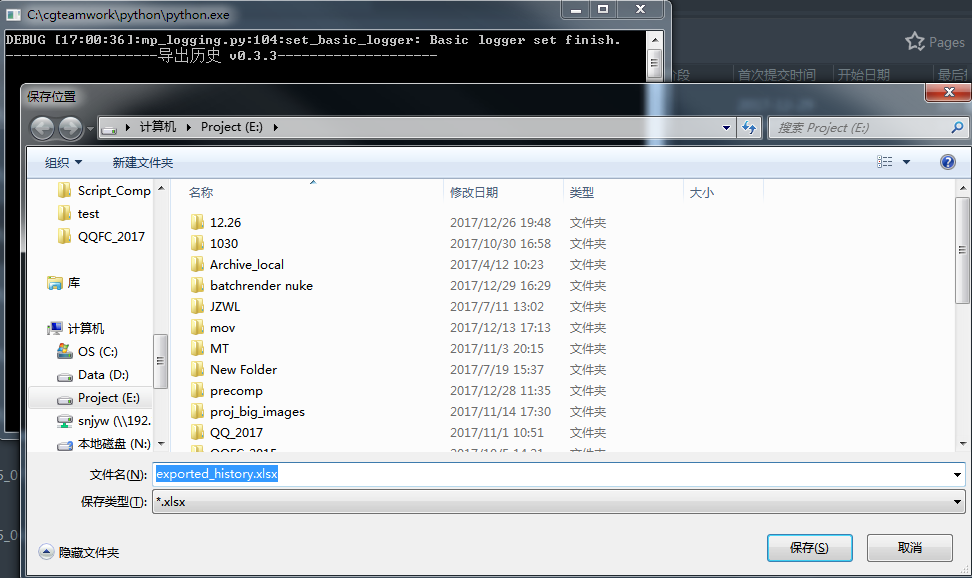 C:\cgteamwork\python\python.exe
DEBUG [17:00:36]:mp_logging.py:104:set_basic_logger: Basic logger set finish.
-------------------导出历史 v0.3.3--------------------
Pages
阶段 首次提交时间 开始日期
保存位置
计算机 Project (E:)
搜索 Project (E:)
组织 新建文件夹
Script_Comp
test
QQFC_2017
库
计算机
OS (C:)
Data (D:)
Project (E:)
snjyw (\\192.
本地磁盘 (N:)
名称 修改日期 类型 大小
12.26 2017/12/26 19:48 文件夹
1030 2017/10/30 16:58 文件夹
Archive_local 2017/4/12 10:23 文件夹
batchrender nuke 2017/12/29 16:29 文件夹
JZWL 2017/7/11 13:02 文件夹
mov 2017/12/13 17:13 文件夹
MT 2017/11/3 20:15 文件夹
New Folder 2017/7/19 15:37 文件夹
precomp 2017/12/28 11:35 文件夹
proj_big_images 2017/11/14 17:30 文件夹
QQ_2017 2017/11/1 10:51 文件夹
文件名(N): exported_history.xlsx
保存类型(T): *.xlsx
隐藏文件夹
保存(S) 取消